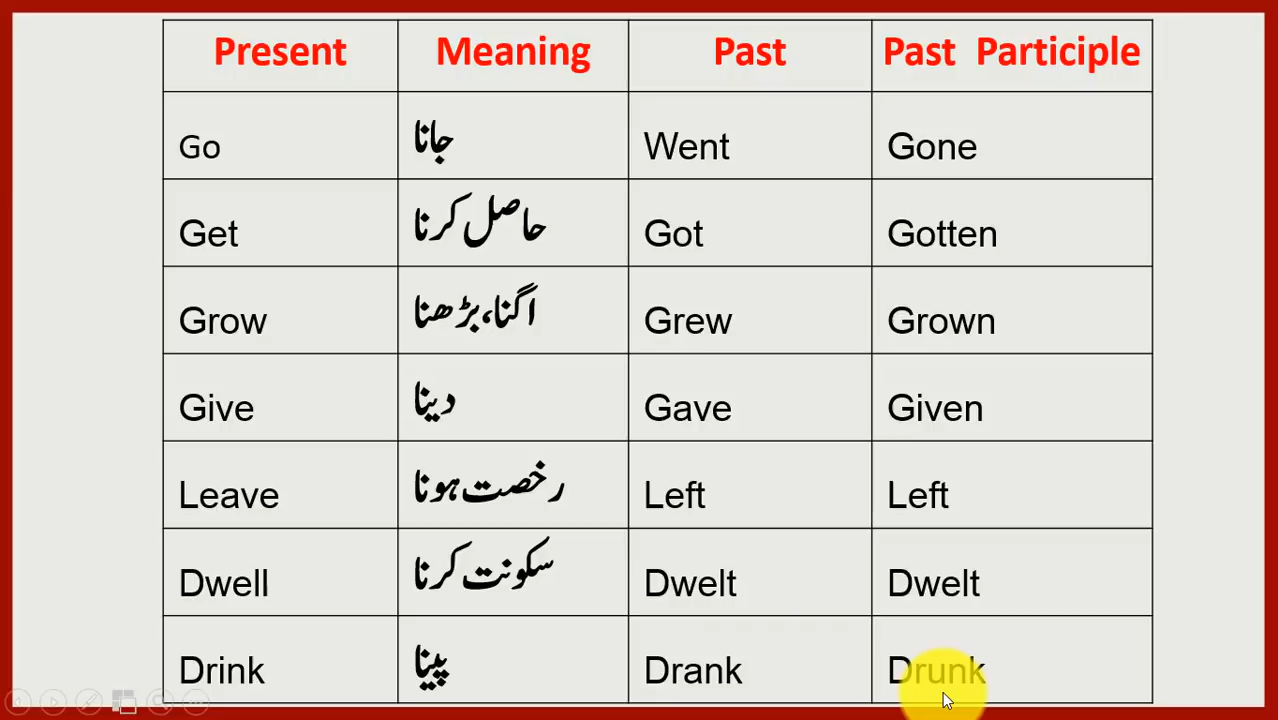 Present Meaning Past Past Participle
Go جانا Went Gone
Get حاصل کرنا Got Gotten
Grow اگنا،بڑھنا Grew Grown
Give دینا Gave Given
Leave رخصت ہونا Left Left
Dwell سکونت کرنا Dwelt Dwelt
Drink پینا Drank Drunk